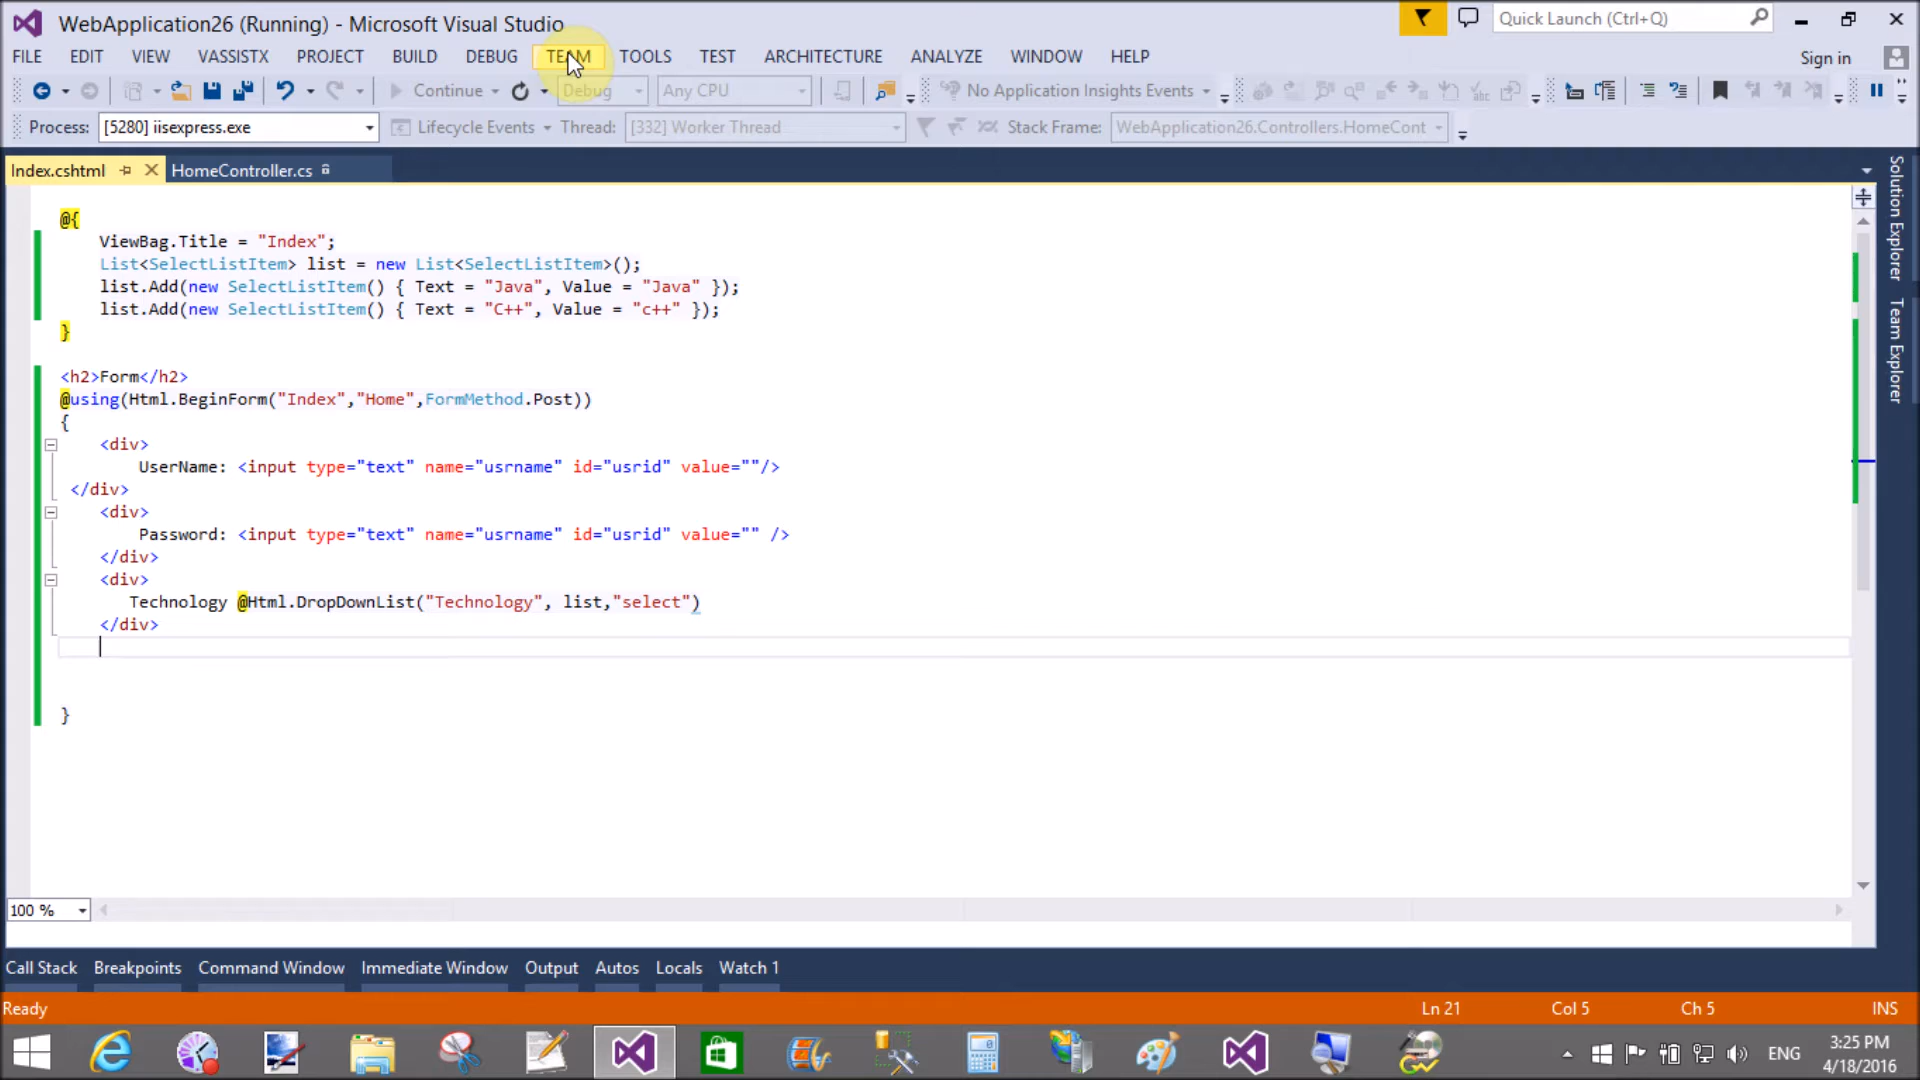 WebApplication26 (Running) - Microsoft Visual Studio
Quick Launch (Ctrl+Q)
FILE EDIT VIEW VASSISTX PROJECT BUILD DEBUG TEAM TOOLS TEST ARCHITECTURE ANALYZE WINDOW HELP
Sign in
Continue Debug Any CPU No Application Insights Events
Process: [5280] iisexpress.exe Lifecycle Events Thread: [332] Worker Thread Stack Frame: WebApplication26.Controllers.HomeCont
Index.cshtml HomeController.cs
@{
ViewBag.Title = "Index";
List<SelectListItem> list = new List<SelectListItem>();
list.Add(new SelectListItem() { Text = "Java", Value = "Java" });
list.Add(new SelectListItem() { Text = "C++", Value = "c++" });
}
<h2>Form</h2>
@using(Html.BeginForm("Index","Home",FormMethod.Post))
{
<div>
UserName: <input type="text" name="usrname" id="usrid" value=""/>
</div>
<div>
Password: <input type="text" name="usrname" id="usrid" value="" />
</div>
<div>
Technology @Html.DropDownList("Technology", list,"select")
</div>
}
Solution Explorer
Team Explorer
100 %
Call Stack Breakpoints Command Window Immediate Window Output Autos Locals Watch 1
Ready Ln 21 Col 5 Ch 5 INS
ENG
3:25 PM
4/18/2016